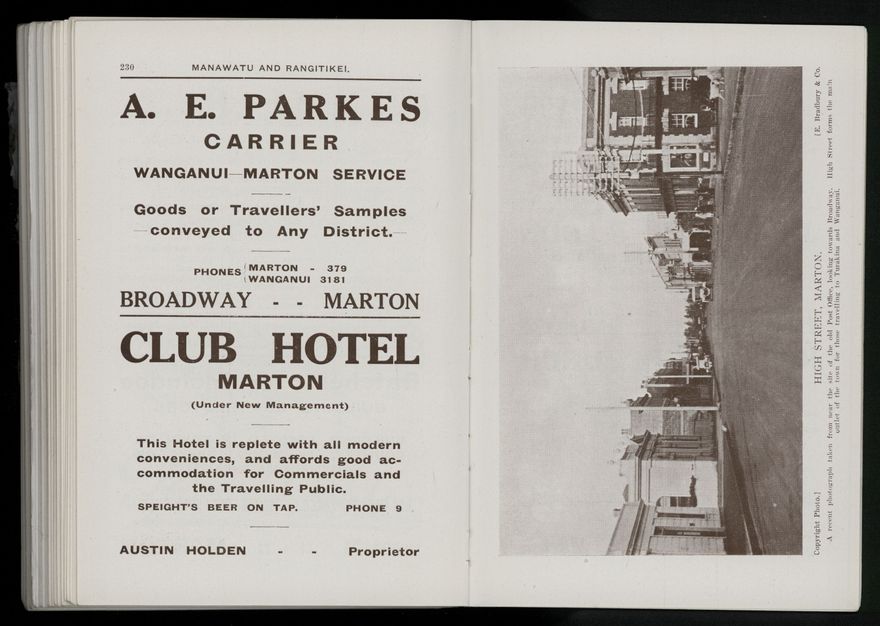 230 MANAWATU AND RANGITIKEI.
A. E. PARKES
CARRIER
WANGANUI—MARTON SERVICE
Goods or Travellers' Samples
conveyed to Any District.
PHONES { MARTON - 379
WANGANUI 3181
BROADWAY - - MARTON
CLUB HOTEL
MARTON
(Under New Management)
This Hotel is replete with all modern
conveniences, and affords good ac-
commodation for Commercials and
the Travelling Public.
SPEIGHT'S BEER ON TAP. PHONE 9
AUSTIN HOLDEN - - Proprietor
Copyright Photo.] [E. Bradbury & Co.
HIGH STREET, MARTON.
A recent photograph taken from near the site of the old Post Office, looking towards Broadway. High Street forms the main
outlet of the town for those travelling to Turakina and Wanganui.